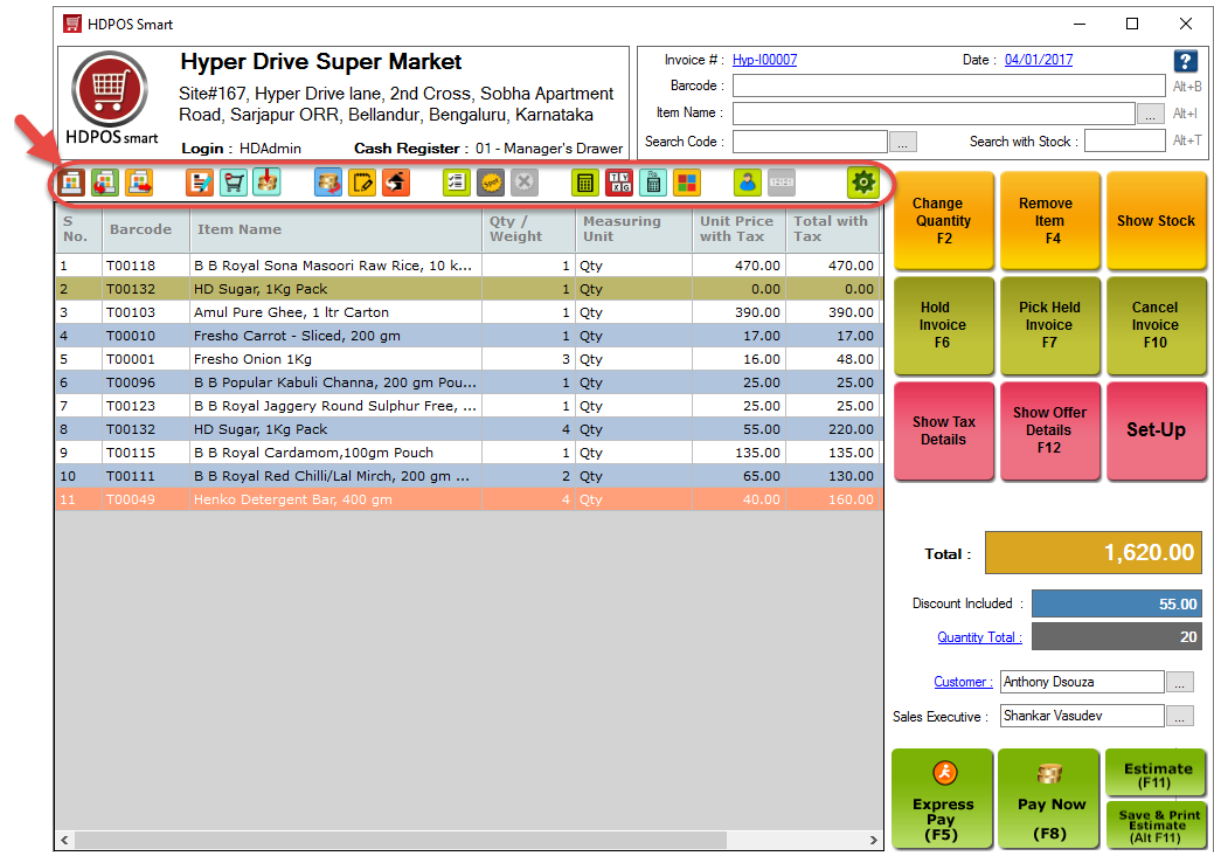 HDPOS Smart
HDPOS smart
Hyper Drive Super Market
Site#167, Hyper Drive lane, 2nd Cross, Sobha Apartment
Road, Sarjapur ORR, Bellandur, Bengaluru, Karnataka
Login : HDAdmin Cash Register : 01 - Manager's Drawer
Invoice # : Hyp-I00007 Date : 04/01/2017 ?
Barcode : Alt+B
Item Name : ... Alt+I
Search Code : ... Search with Stock : Alt+T
S No. Barcode Item Name Qty / Weight Measuring Unit Unit Price with Tax Total with Tax
1 T00118 B B Royal Sona Masoori Raw Rice, 10 k... 1 Qty 470.00 470.00
2 T00132 HD Sugar, 1Kg Pack 1 Qty 0.00 0.00
3 T00103 Amul Pure Ghee, 1 ltr Carton 1 Qty 390.00 390.00
4 T00010 Fresho Carrot - Sliced, 200 gm 1 Qty 17.00 17.00
5 T00001 Fresho Onion 1Kg 3 Qty 16.00 48.00
6 T00096 B B Popular Kabuli Channa, 200 gm Pou... 1 Qty 25.00 25.00
7 T00123 B B Royal Jaggery Round Sulphur Free, ... 1 Qty 25.00 25.00
8 T00132 HD Sugar, 1Kg Pack 4 Qty 55.00 220.00
9 T00115 B B Royal Cardamom,100gm Pouch 1 Qty 135.00 135.00
10 T00111 B B Royal Red Chilli/Lal Mirch, 200 gm ... 2 Qty 65.00 130.00
11 T00049 Henko Detergent Bar, 400 gm 4 Qty 40.00 160.00
Change Quantity F2
Remove Item F4
Show Stock
Hold Invoice F6
Pick Held Invoice F7
Cancel Invoice F10
Show Tax Details
Show Offer Details F12
Set-Up
Total : 1,620.00
Discount Included : 55.00
Quantity Total : 20
Customer : Anthony Dsouza ...
Sales Executive : Shankar Vasudev ...
Express Pay (F5)
Pay Now (F8)
Estimate (F11)
Save & Print Estimate (Alt F11)